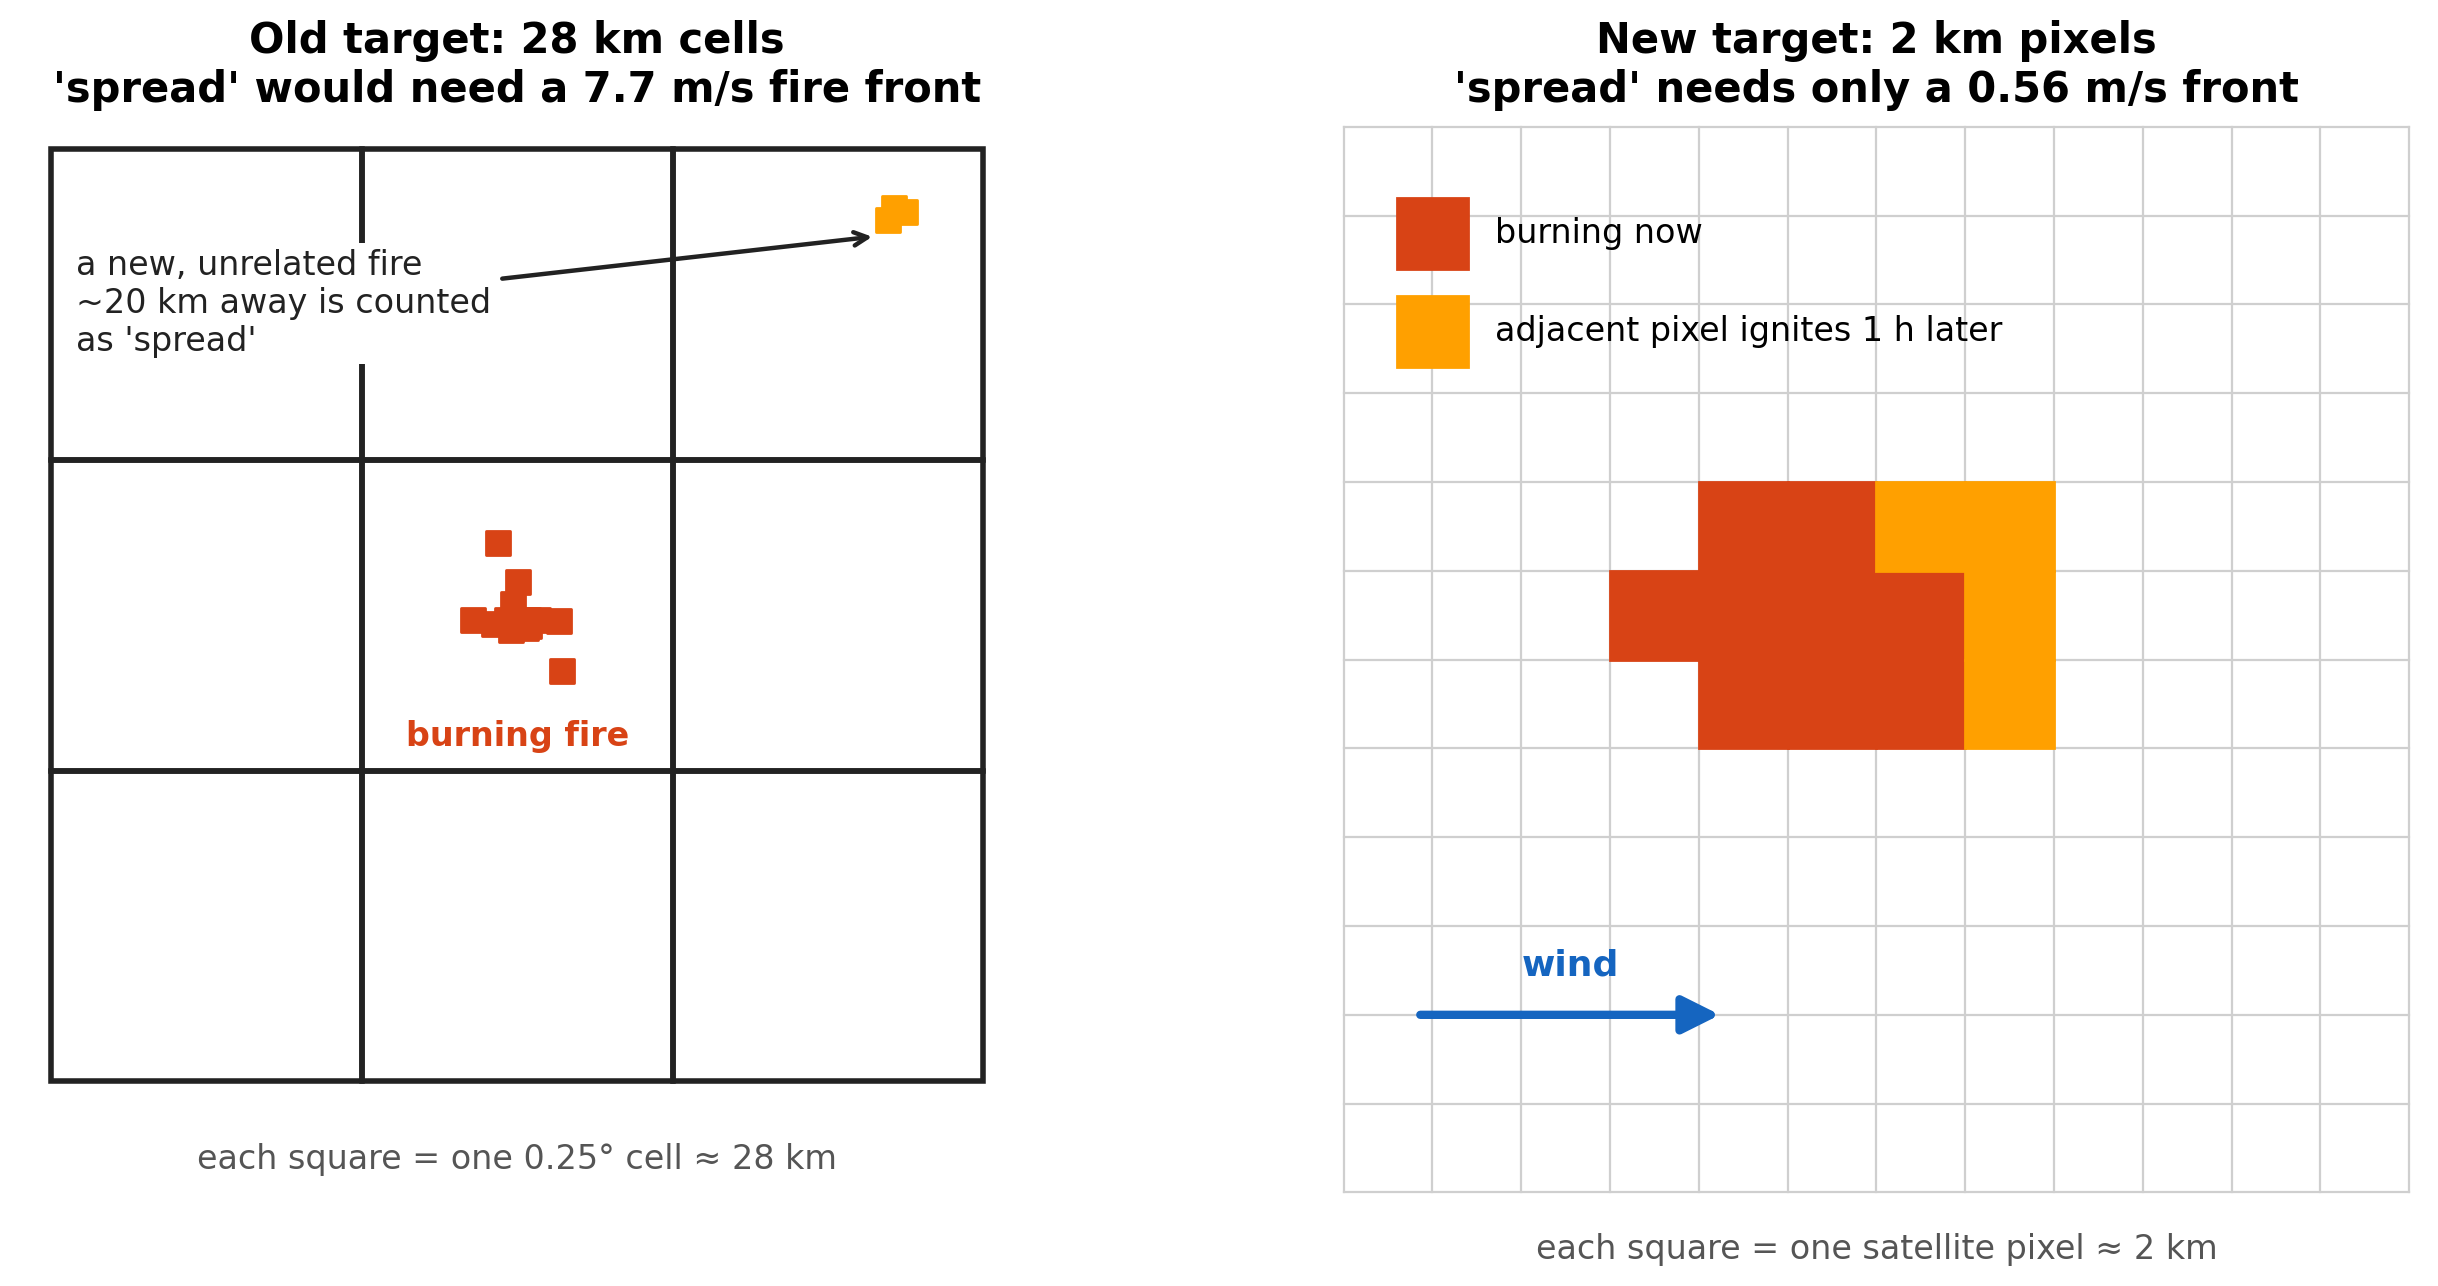 Old target: 28 km cells
'spread' would need a 7.7 m/s fire front
a new, unrelated fire
~20 km away is counted
as 'spread'
burning fire
each square = one 0.25° cell ≈ 28 km
New target: 2 km pixels
'spread' needs only a 0.56 m/s front
burning now
adjacent pixel ignites 1 h later
wind
each square = one satellite pixel ≈ 2 km